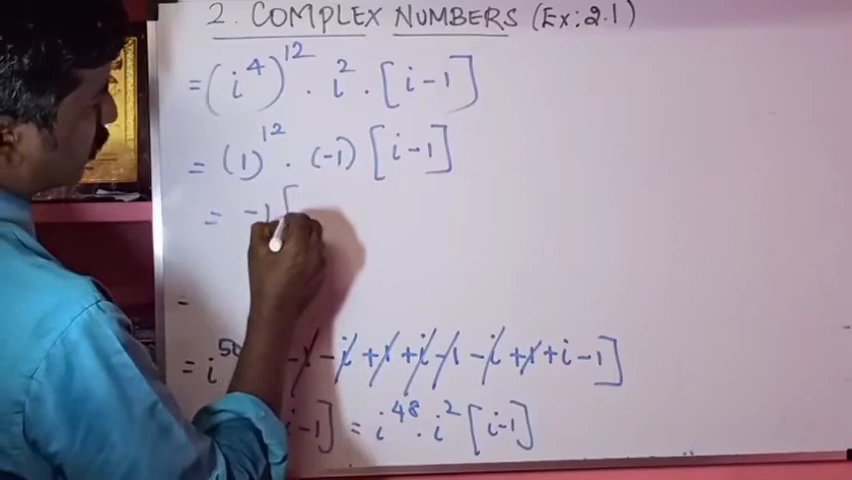 2. COMPLEX NUMBERS (Ex: 2.1)
= (i⁴)¹² . i² . [i-1]
= (1)¹² . (-1) [i-1]
= -1 [
=
= i⁵⁰ -1 -i +1 +i -1 -i +1 +i -1]
i-1] = i⁴⁸ . i² [i-1]